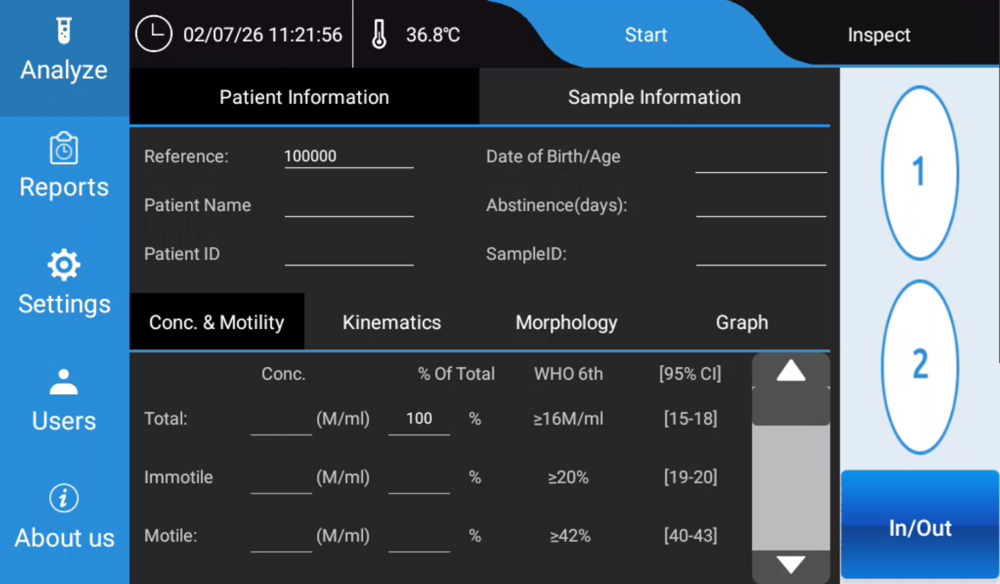 Analyze
Reports
Settings
Users
About us
02/07/26 11:21:56
36.8℃
Start
Inspect
Patient Information
Sample Information
Reference: 100000
Date of Birth/Age
Patient Name
Abstinence(days):
Patient ID
SampleID:
Conc. & Motility
Kinematics
Morphology
Graph
Conc. % Of Total WHO 6th [95% CI]
Total: (M/ml) 100 % ≥16M/ml [15-18]
Immotile (M/ml) % ≥20% [19-20]
Motile: (M/ml) % ≥42% [40-43]
1
2
In/Out